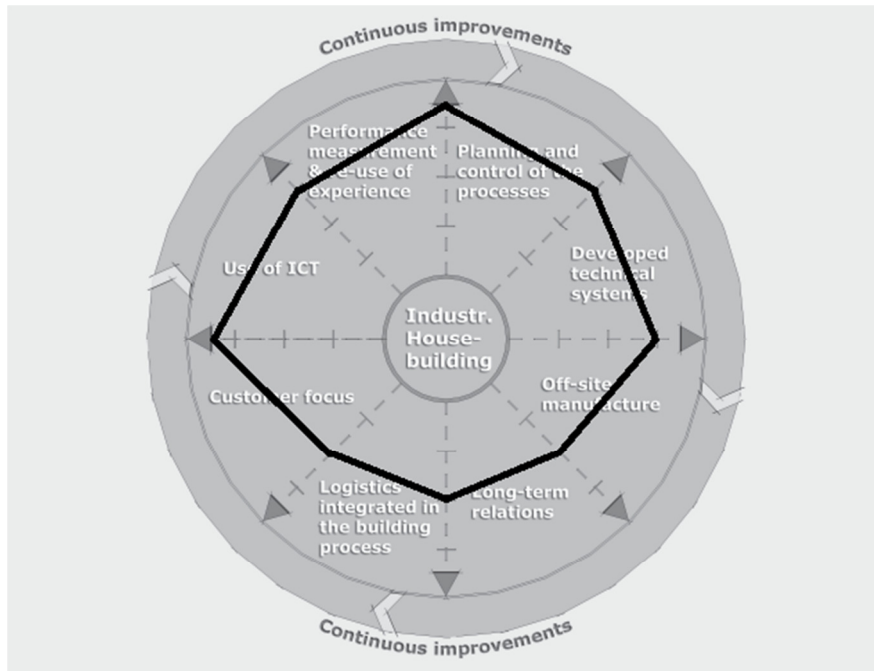 Continuous improvements
Performance
measurement
& re-use of
experience
Planning and
control of the
processes
Use of ICT
Developed
technical
systems
Industr.
House-
building
Customer focus
Off-site
manufacture
Logistics
integrated in
the building
process
Long-term
relations
Continuous improvements